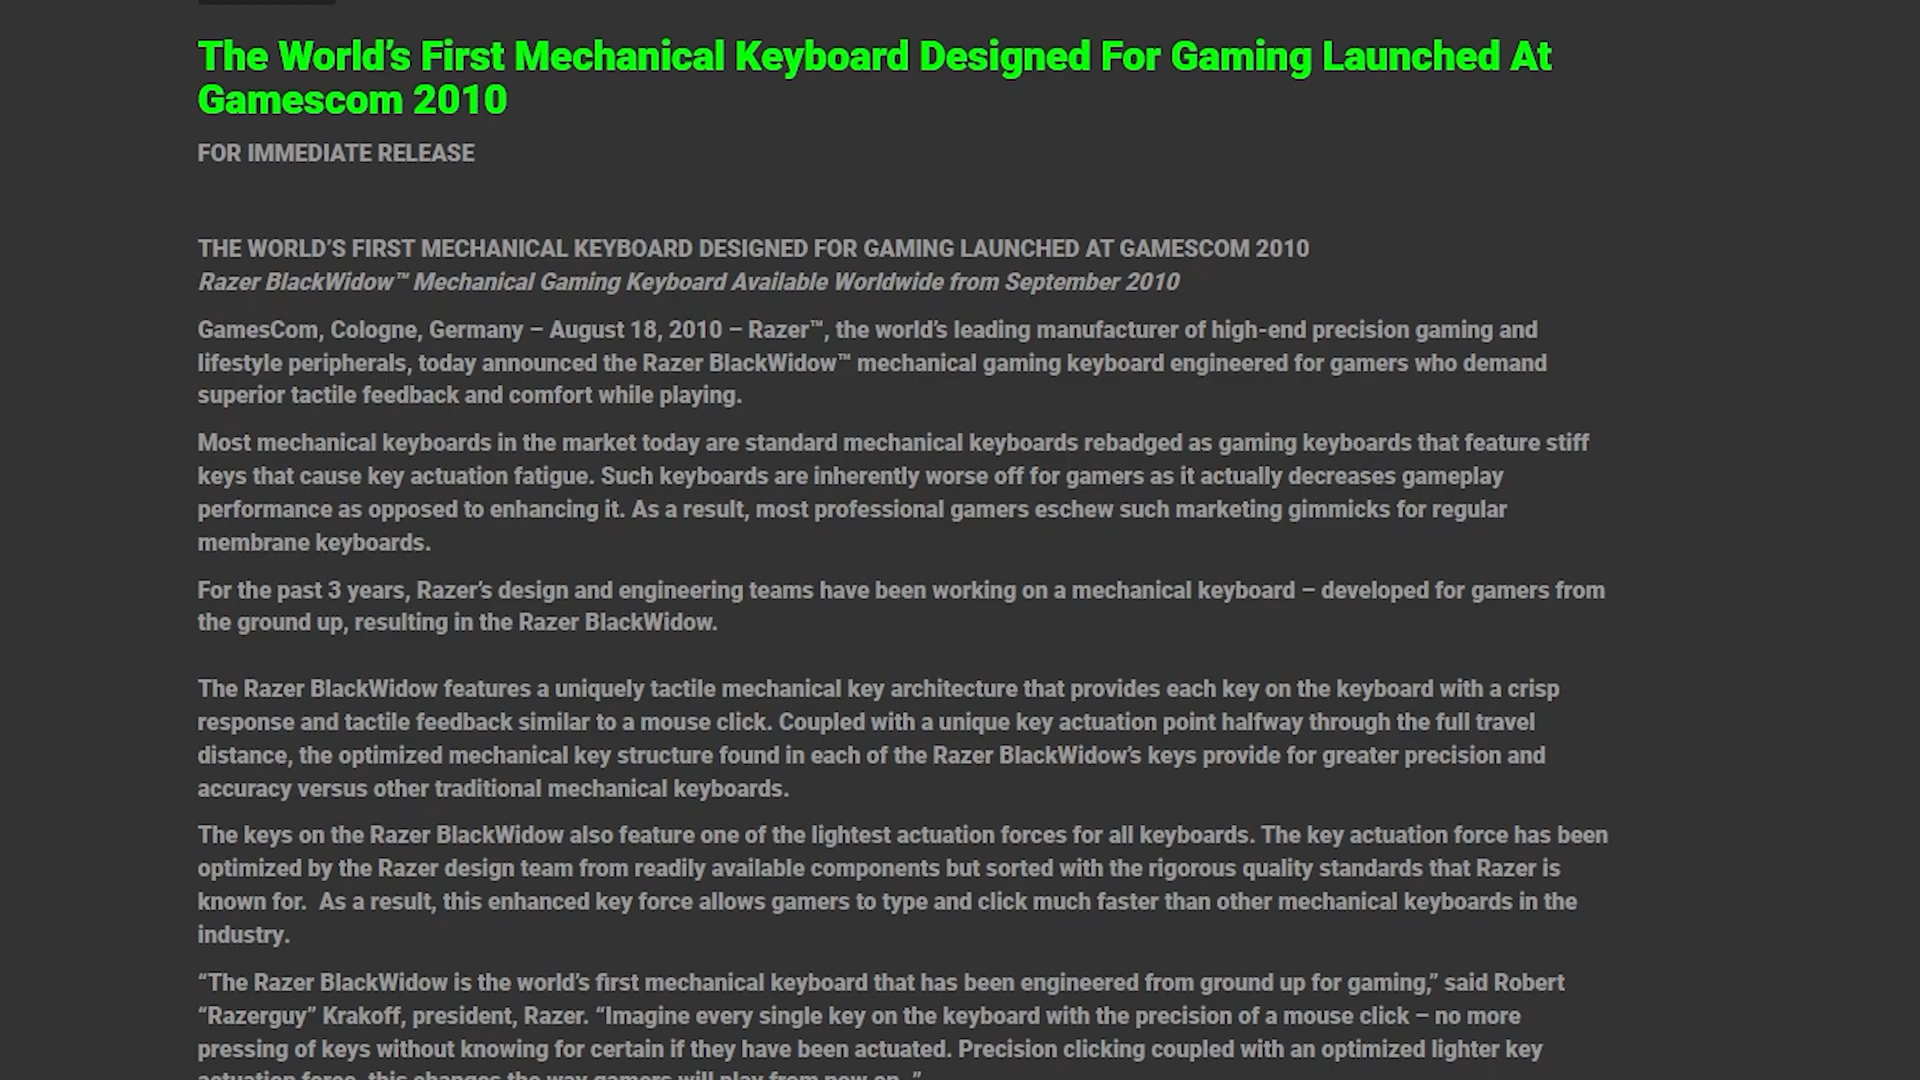 The World’s First Mechanical Keyboard Designed For Gaming Launched At
Gamescom 2010
FOR IMMEDIATE RELEASE
THE WORLD’S FIRST MECHANICAL KEYBOARD DESIGNED FOR GAMING LAUNCHED AT GAMESCOM 2010
Razer BlackWidow™ Mechanical Gaming Keyboard Available Worldwide from September 2010
GamesCom, Cologne, Germany – August 18, 2010 – Razer™, the world’s leading manufacturer of high-end precision gaming and
lifestyle peripherals, today announced the Razer BlackWidow™ mechanical gaming keyboard engineered for gamers who demand
superior tactile feedback and comfort while playing.
Most mechanical keyboards in the market today are standard mechanical keyboards rebadged as gaming keyboards that feature stiff
keys that cause key actuation fatigue. Such keyboards are inherently worse off for gamers as it actually decreases gameplay
performance as opposed to enhancing it. As a result, most professional gamers eschew such marketing gimmicks for regular
membrane keyboards.
For the past 3 years, Razer’s design and engineering teams have been working on a mechanical keyboard – developed for gamers from
the ground up, resulting in the Razer BlackWidow.
The Razer BlackWidow features a uniquely tactile mechanical key architecture that provides each key on the keyboard with a crisp
response and tactile feedback similar to a mouse click. Coupled with a unique key actuation point halfway through the full travel
distance, the optimized mechanical key structure found in each of the Razer BlackWidow’s keys provide for greater precision and
accuracy versus other traditional mechanical keyboards.
The keys on the Razer BlackWidow also feature one of the lightest actuation forces for all keyboards. The key actuation force has been
optimized by the Razer design team from readily available components but sorted with the rigorous quality standards that Razer is
known for.  As a result, this enhanced key force allows gamers to type and click much faster than other mechanical keyboards in the
industry.
“The Razer BlackWidow is the world’s first mechanical keyboard that has been engineered from ground up for gaming,” said Robert
“Razerguy” Krakoff, president, Razer. “Imagine every single key on the keyboard with the precision of a mouse click – no more
pressing of keys without knowing for certain if they have been actuated. Precision clicking coupled with an optimized lighter key
actuation force, this changes the way gamers will play from now on. ”